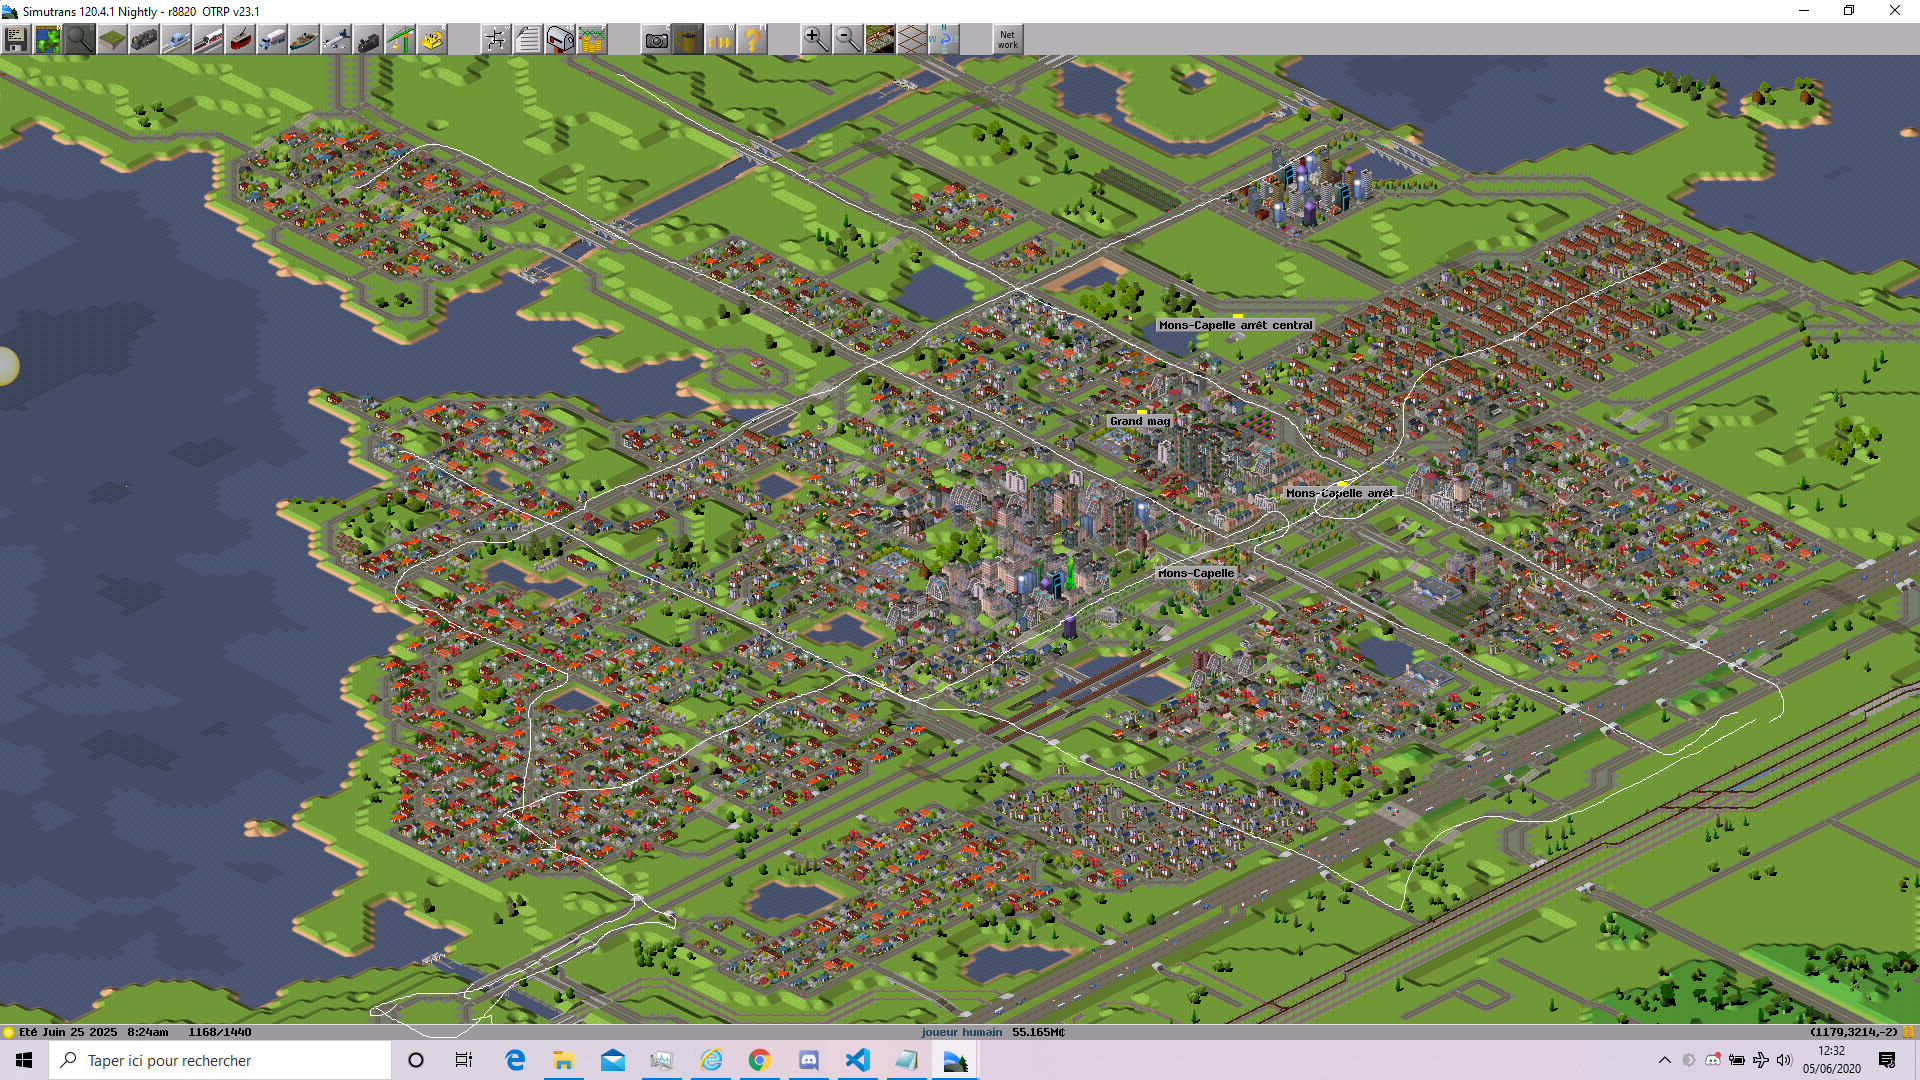 Simutrans 120.4.1 Nightly - r8820 OTRP v23.1
Net
work
Mons-Capelle arrêt central
Grand mag
Mons-Capelle arrêt
Mons-Capelle
Eté Juin 25 2025 8:24am 1168/1440
joueur humain 55.165M₢
(1179,3214,-2)
Taper ici pour rechercher
12:32
05/06/2020